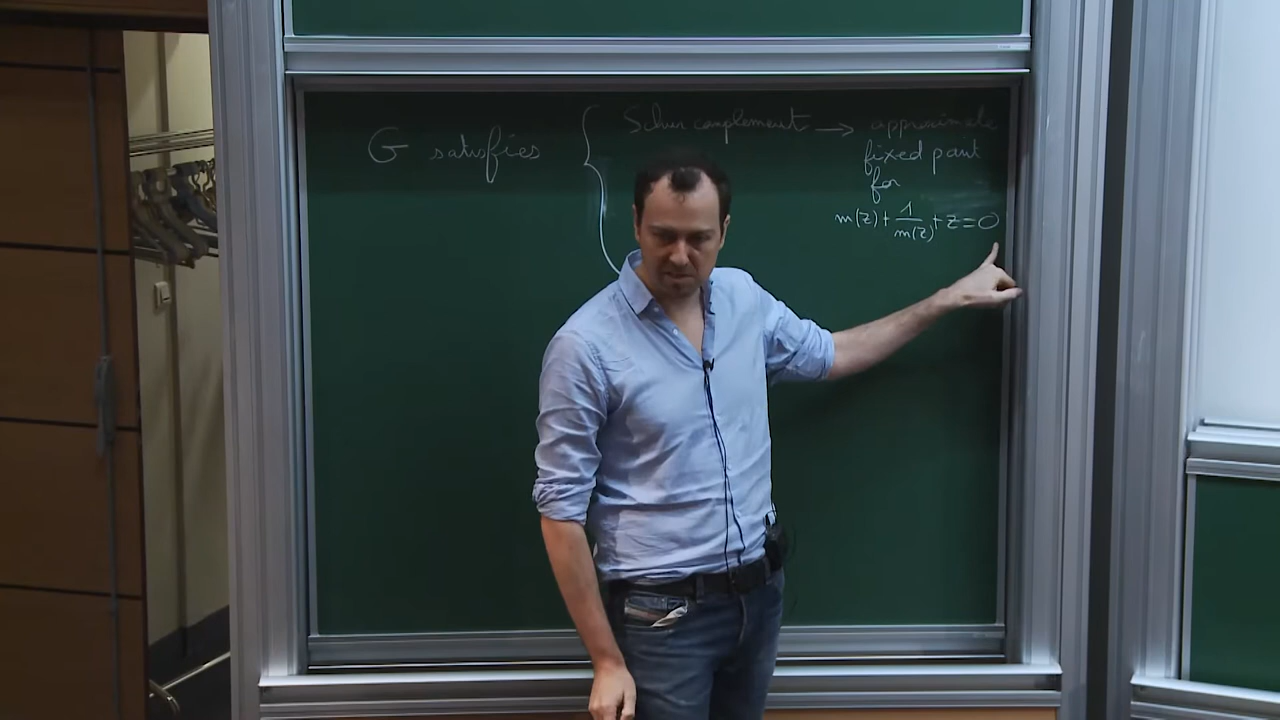 G satisfies { Schur complement → approximate
fixed point
for
m(z) + 1/m(z) + z = 0